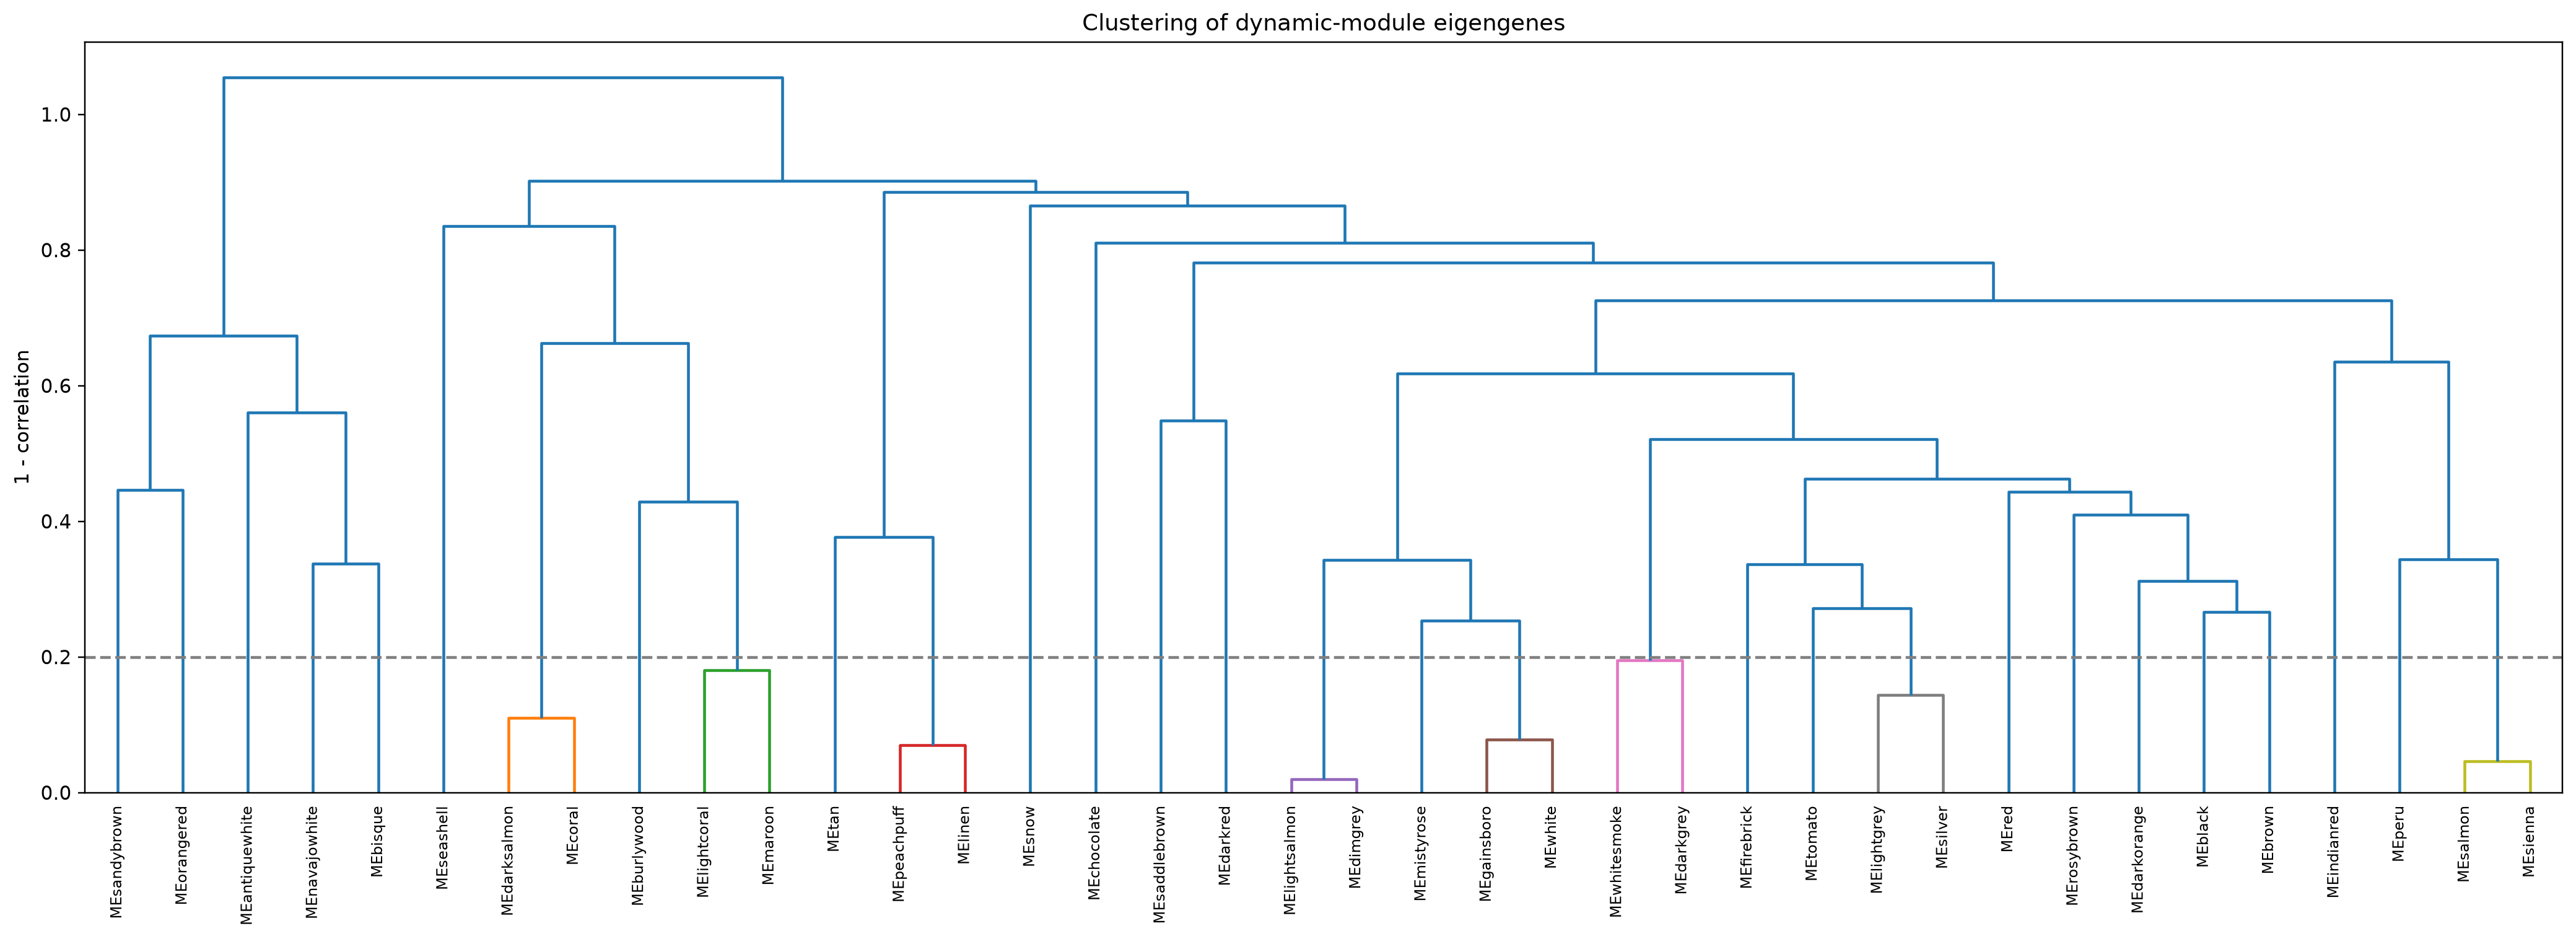 Clustering of dynamic-module eigengenes
1 - correlation
1.0
0.8
0.6
0.4
0.2
0.0
MEsandybrown
MEorangered
MEantiquewhite
MEnavajowhite
MEbisque
MEseashell
MEdarksalmon
MEcoral
MEburlywood
MElightcoral
MEmaroon
MEtan
MEpeachpuff
MElinen
MEsnow
MEchocolate
MEsaddlebrown
MEdarkred
MElightsalmon
MEdimgrey
MEmistyrose
MEgainsboro
MEwhite
MEwhitesmoke
MEdarkgrey
MEfirebrick
MEtomato
MElightgrey
MEsilver
MEred
MErosybrown
MEdarkorange
MEblack
MEbrown
MEindianred
MEperu
MEsalmon
MEsienna